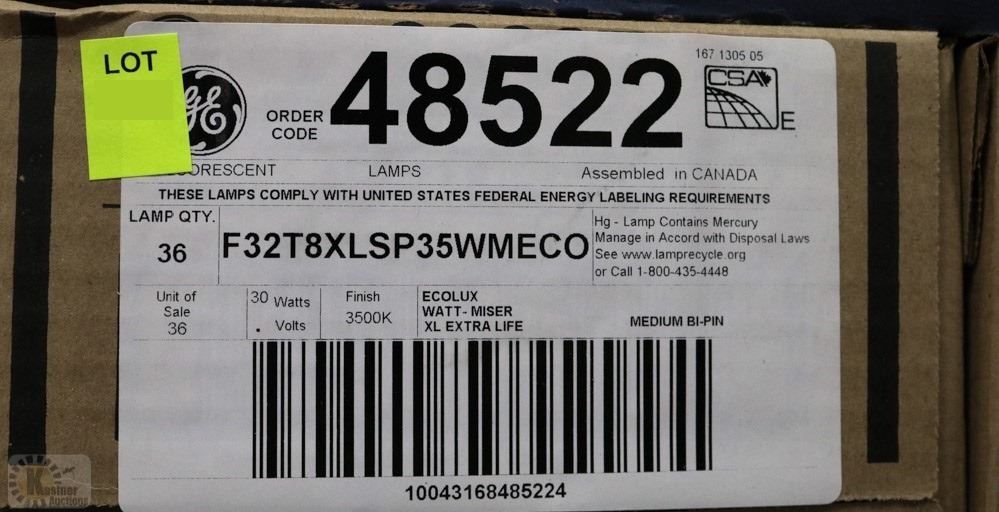 LOT
GE
ORDER CODE
48522
167 1305 05
CSA
E
LAMPS
Assembled in CANADA
THESE LAMPS COMPLY WITH UNITED STATES FEDERAL ENERGY LABELING REQUIREMENTS
LAMP QTY.
36
F32T8XLSP35WMECO
Hg - Lamp Contains Mercury
Manage in Accord with Disposal Laws
See www.lamprecycle.org
or Call 1-800-435-4448
Unit of
Sale
36
30 Watts
. Volts
Finish
3500K
ECOLUX
WATT- MISER
XL EXTRA LIFE
MEDIUM BI-PIN
10043168485224
Kastner
Auctions